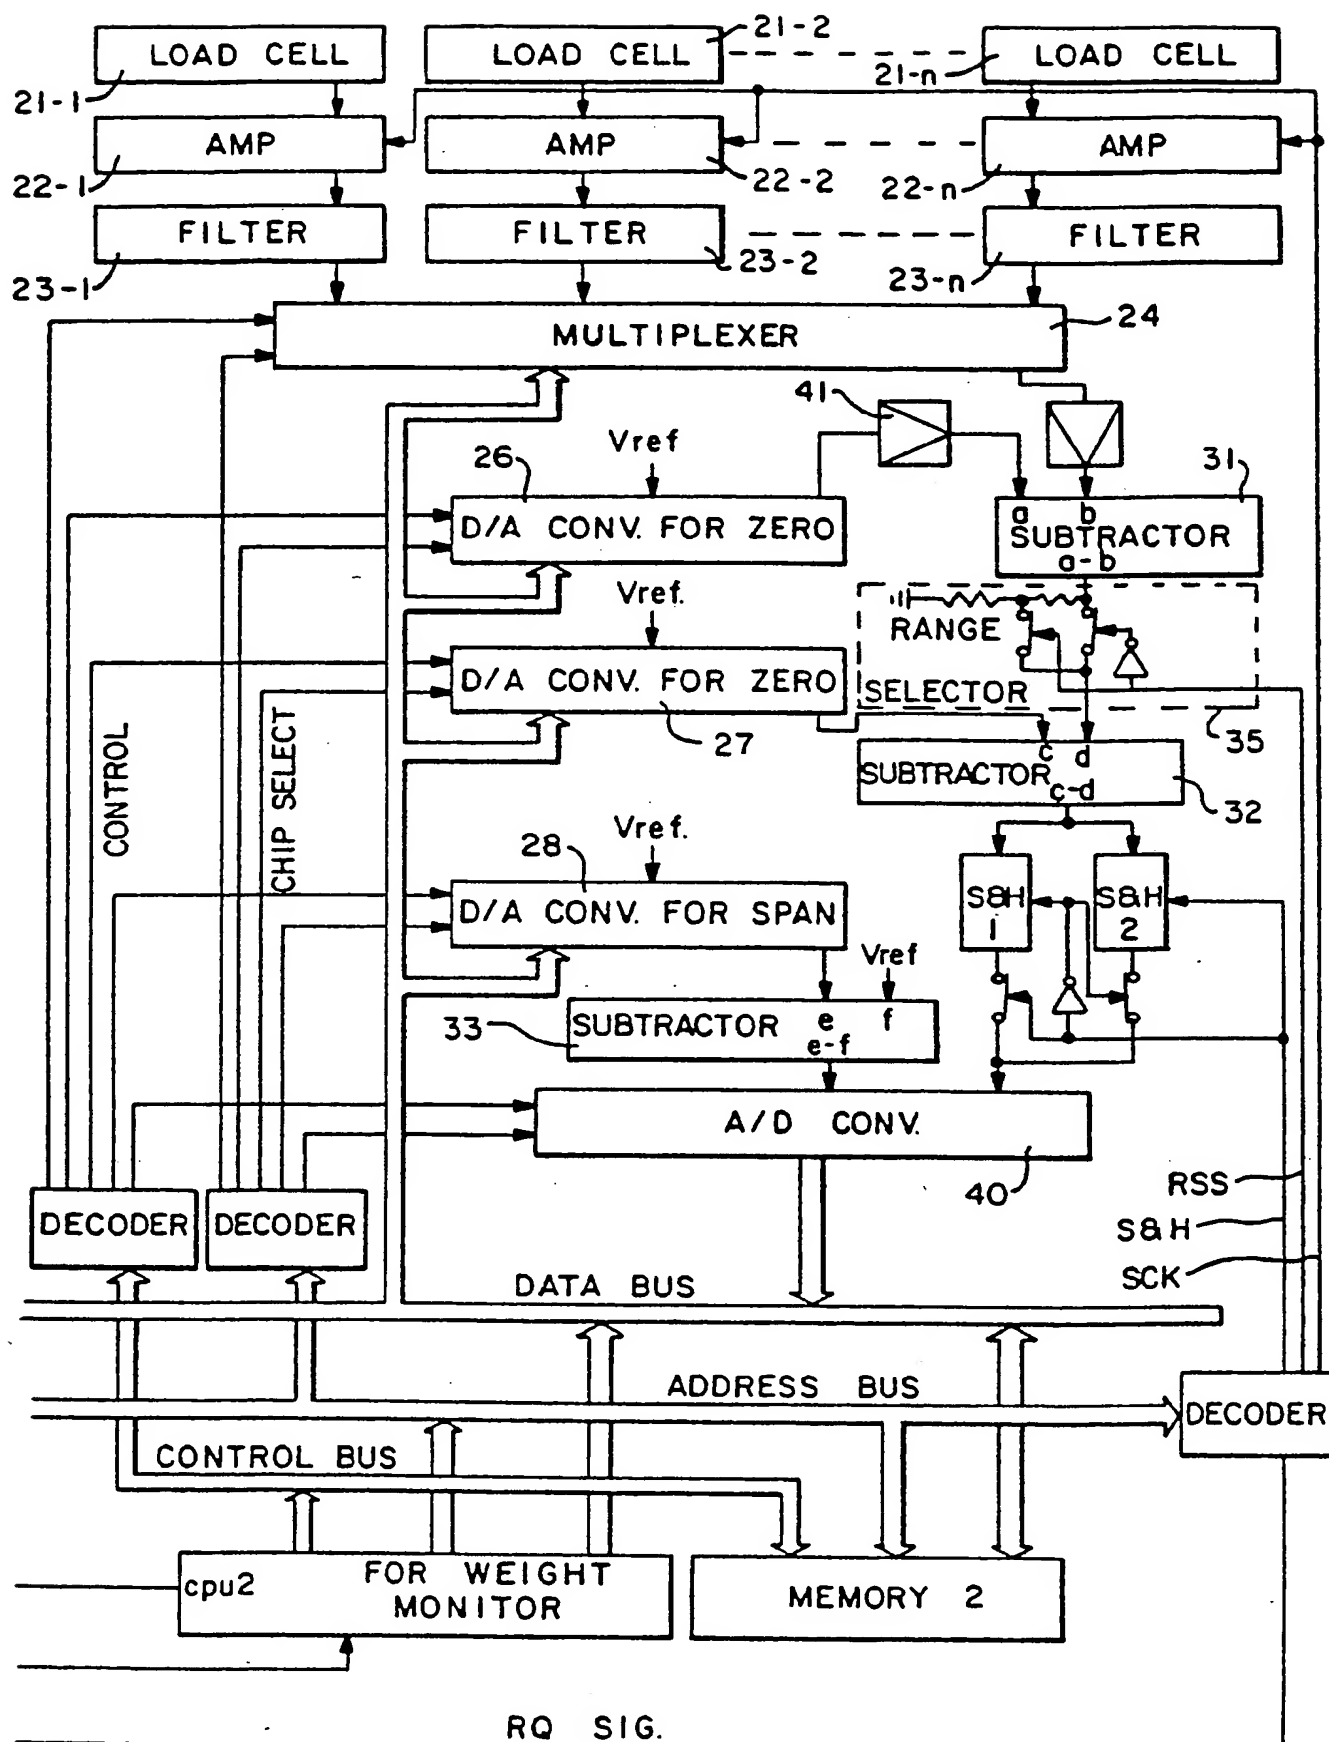 21-2
LOAD CELL
LOAD CELL
LOAD CELL
21-1
21-n
AMP
AMP
AMP
22-1
22-2
22-n
FILTER
FILTER
FILTER
23-1
23-2
23-n
MULTIPLEXER
24
41
Vref
26
31
D/A CONV. FOR ZERO
a b
SUBTRACTOR
a-b
Vref.
RANGE
SELECTOR
D/A CONV. FOR ZERO
27
35
c d
SUBTRACTOR
c-d
32
CONTROL
CHIP SELECT
Vref.
28
D/A CONV. FOR SPAN
S&H
1
S&H
2
Vref
33
SUBTRACTOR e f
e-f
A/D CONV.
40
RSS
S&H
SCK
DECODER
DECODER
DATA BUS
ADDRESS BUS
DECODER
CONTROL BUS
cpu2
FOR WEIGHT
MONITOR
MEMORY 2
RQ SIG.